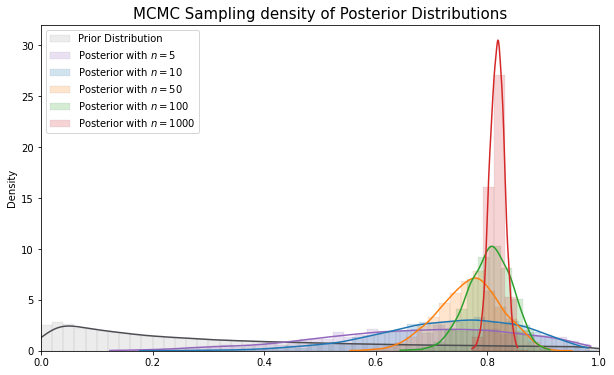 MCMC Sampling density of Posterior Distributions
Prior Distribution
Posterior with n = 5
Posterior with n = 10
Posterior with n = 50
Posterior with n = 100
Posterior with n = 1000
Density
30
25
20
15
10
5
0
0.0 0.2 0.4 0.6 0.8 1.0